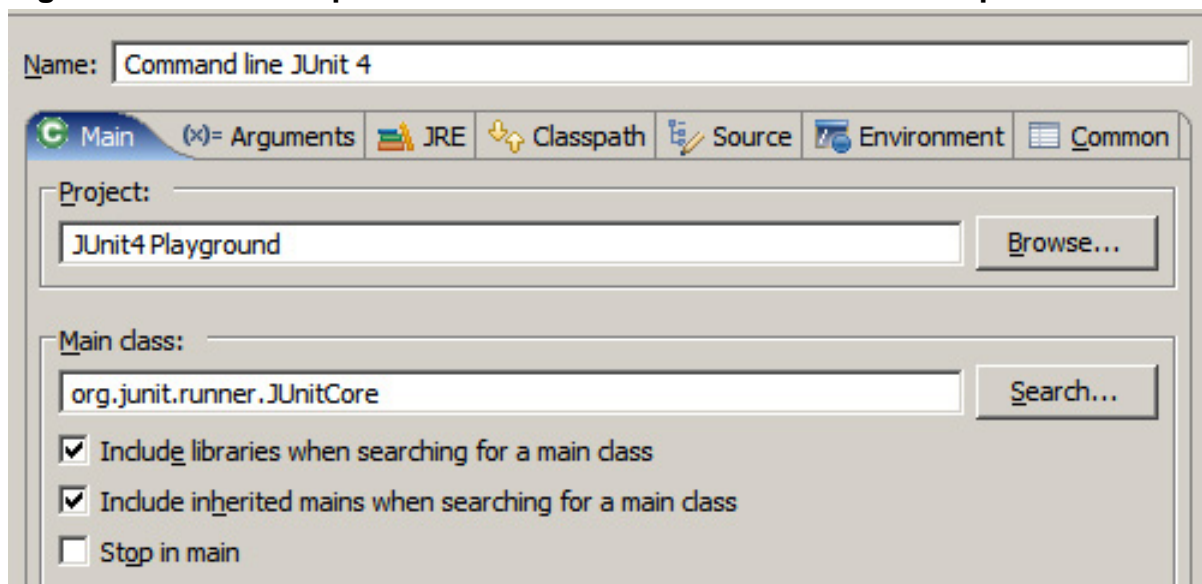 Name: Command line JUnit 4
Main (x)= Arguments JRE Classpath Source Environment Common
Project:
JUnit4 Playground Browse...
Main class:
org.junit.runner.JUnitCore Search...
Include libraries when searching for a main class
Include inherited mains when searching for a main class
Stop in main